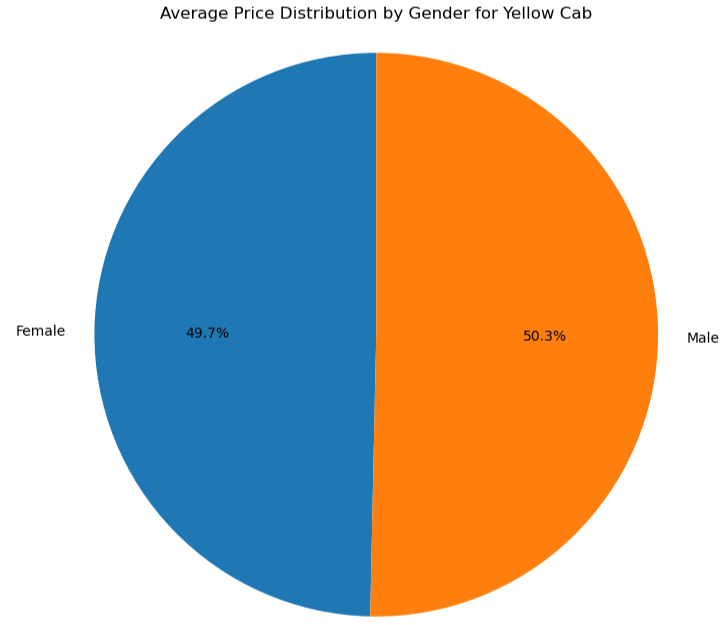 Average Price Distribution by Gender for Yellow Cab
Female
49.7%
50.3%
Male